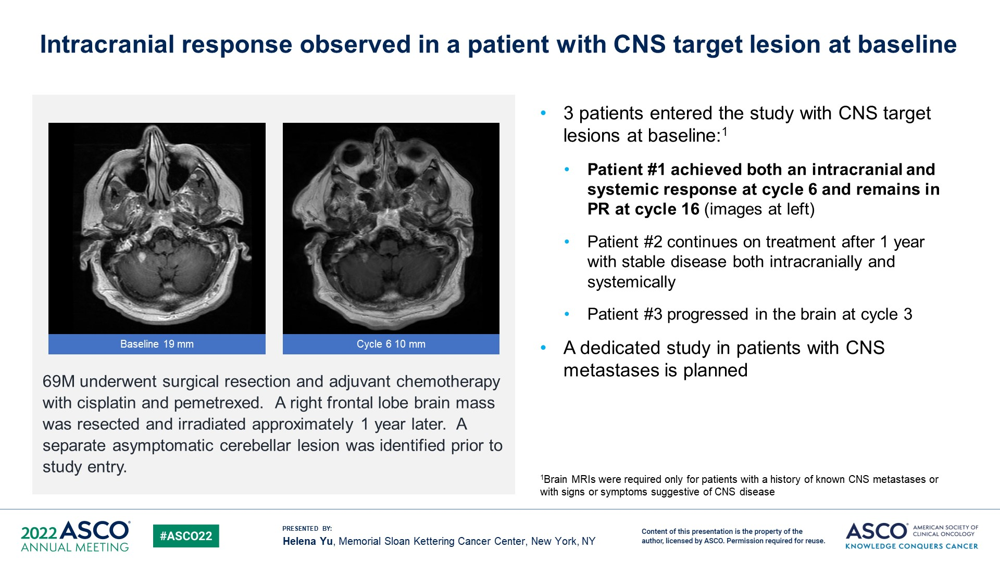 Intracranial response observed in a patient with CNS target lesion at baseline
Baseline 19 mm
Cycle 6 10 mm
69M underwent surgical resection and adjuvant chemotherapy
with cisplatin and pemetrexed. A right frontal lobe brain mass
was resected and irradiated approximately 1 year later. A
separate asymptomatic cerebellar lesion was identified prior to
study entry.
• 3 patients entered the study with CNS target
lesions at baseline:1
• Patient #1 achieved both an intracranial and
systemic response at cycle 6 and remains in
PR at cycle 16 (images at left)
• Patient #2 continues on treatment after 1 year
with stable disease both intracranially and
systemically
• Patient #3 progressed in the brain at cycle 3
• A dedicated study in patients with CNS
metastases is planned
1Brain MRIs were required only for patients with a history of known CNS metastases or
with signs or symptoms suggestive of CNS disease
2022 ASCO®
ANNUAL MEETING
#ASCO22
PRESENTED BY:
Helena Yu, Memorial Sloan Kettering Cancer Center, New York, NY
Content of this presentation is the property of the
author, licensed by ASCO. Permission required for reuse.
ASCO® AMERICAN SOCIETY OF
CLINICAL ONCOLOGY
KNOWLEDGE CONQUERS CANCER